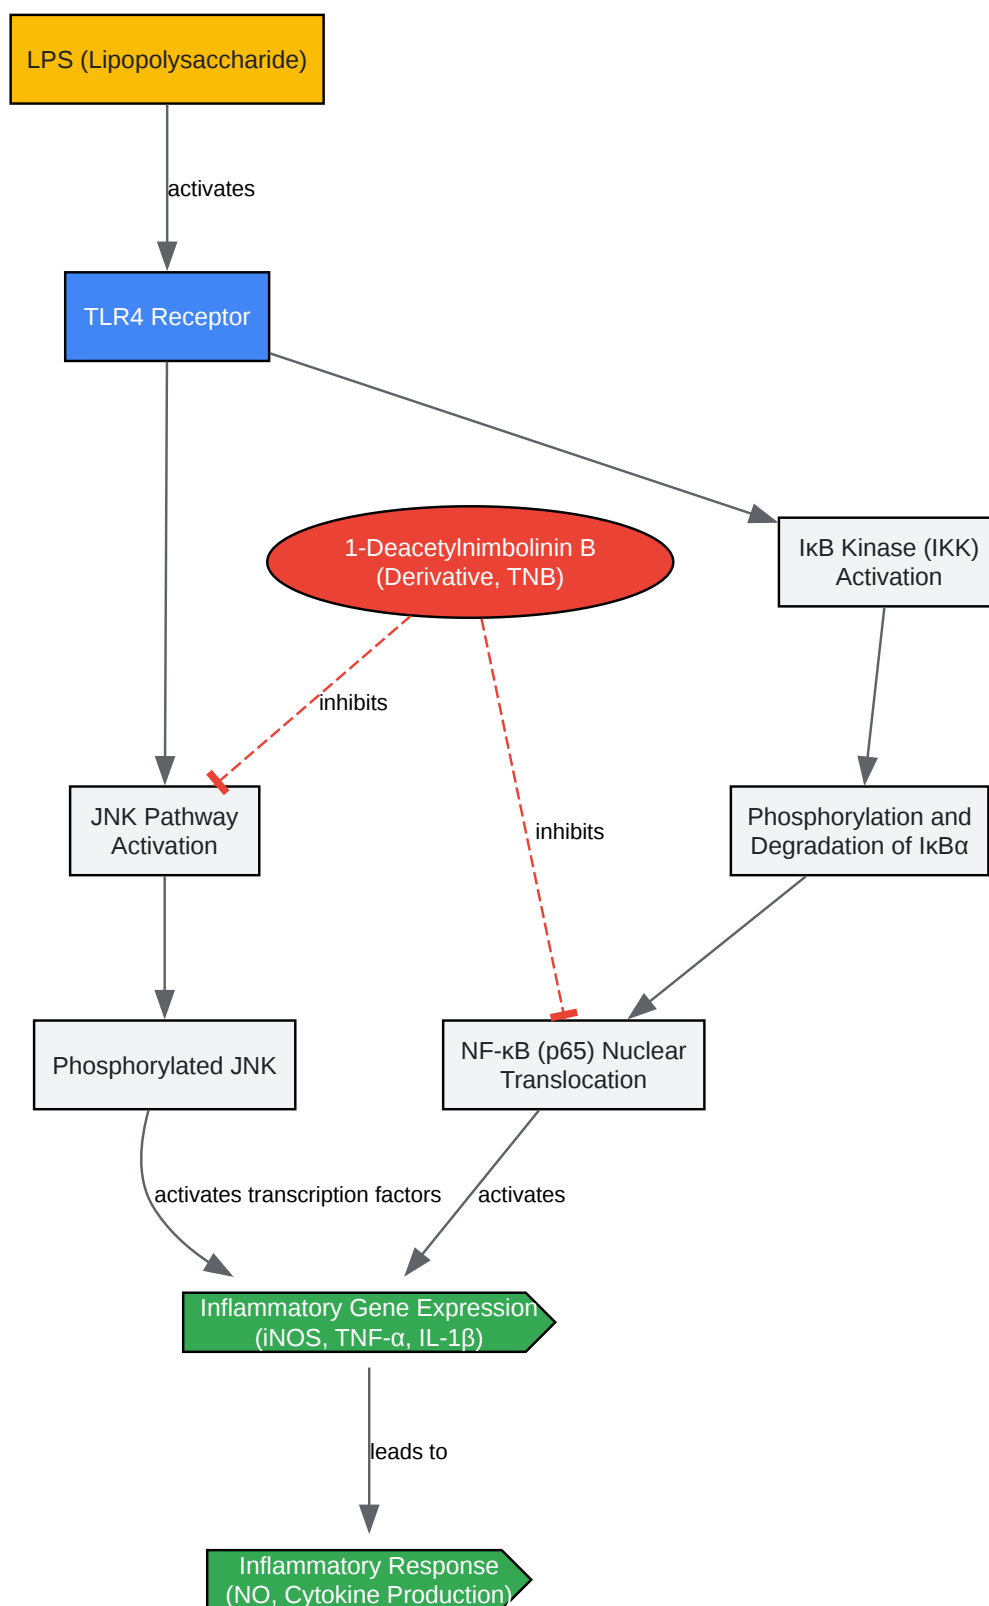 LPS (Lipopolysaccharide)
activates
TLR4 Receptor
1-Deacetylnimbolinin B
(Derivative, TNB)
IκB Kinase (IKK)
Activation
inhibits
JNK Pathway
Activation
inhibits
Phosphorylation and
Degradation of IκBα
Phosphorylated JNK
NF-κB (p65) Nuclear
Translocation
activates transcription factors
activates
Inflammatory Gene Expression
(iNOS, TNF-α, IL-1β)
leads to
Inflammatory Response
(NO, Cytokine Production)